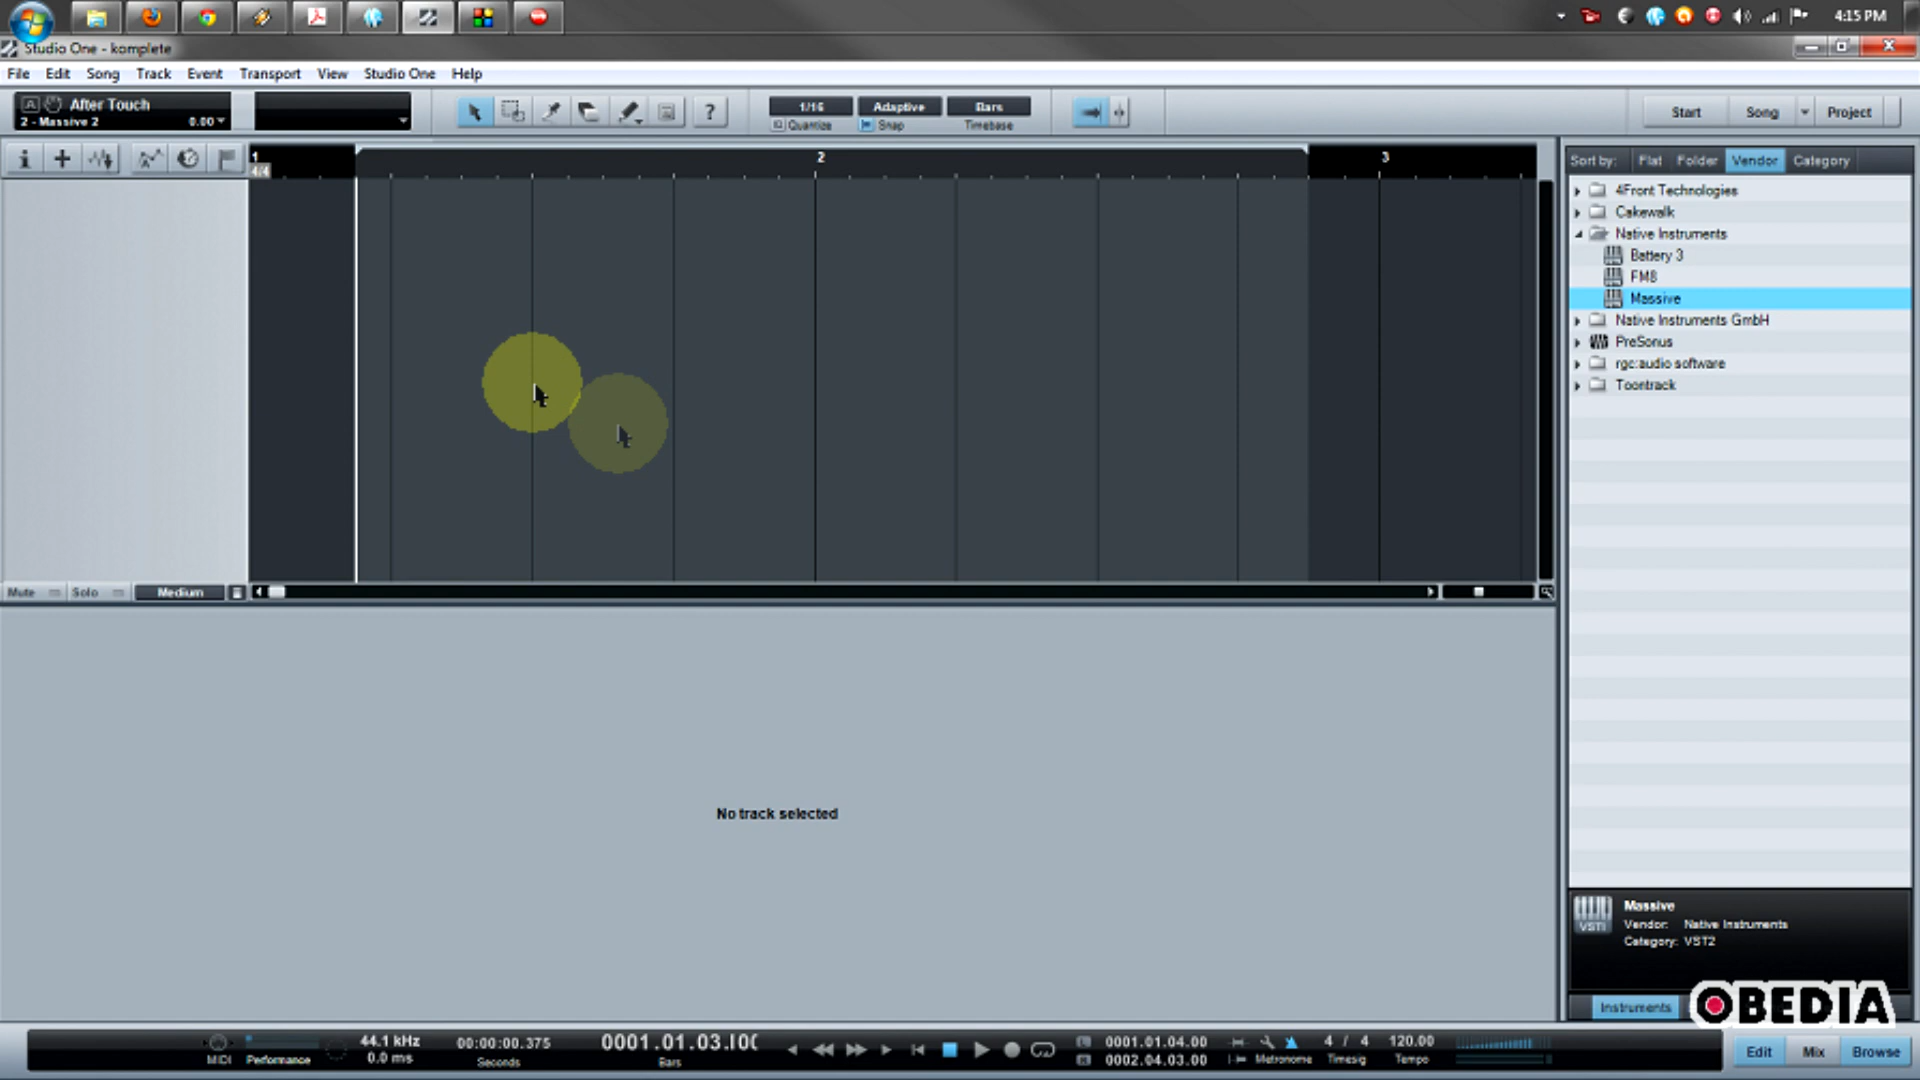 4:15 PM
Studio One - komplete
File Edit Song Track Event Transport View Studio One Help
After Touch
2 - Massive 2 0.00
1/16 Adaptive Bars
Quantize Snap Timebase
?
Start Song Project
1 2 3
4/4
Sort by: Flat Folder Vendor Category
4Front Technologies
Cakewalk
Native Instruments
Battery 3
FM8
Massive
Native Instruments GmbH
PreSonus
rgc:audio software
Toontrack
Mute Solo Medium
No track selected
Massive
Vendor: Native Instruments
Category: VST2
VSTi
Instruments
OBEDIA
MIDI Performance
44.1 kHz
0.0 ms
00:00:00.375
Seconds
0001.01.03.100
Bars
L 0001.01.04.00
R 0002.04.03.00
Metronome
4 / 4
Timesig
120.00
Tempo
Edit Mix Browse